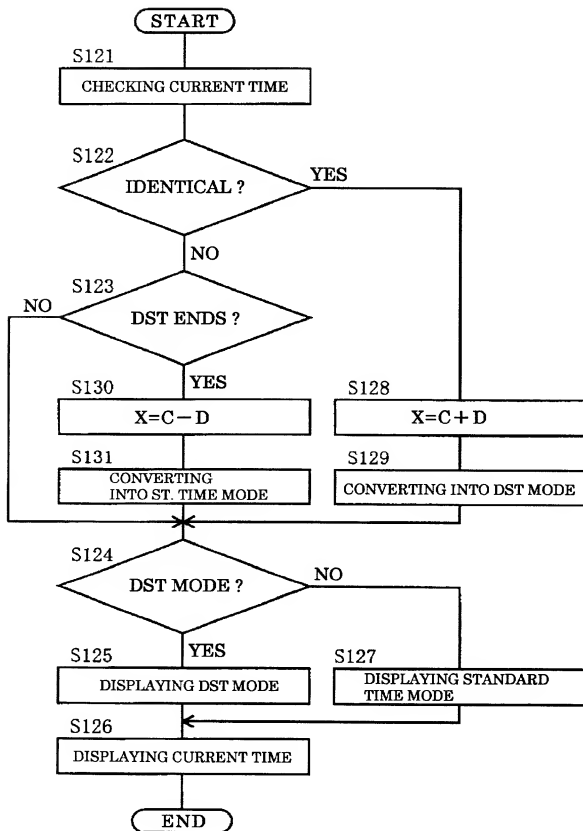 START
S121
CHECKING CURRENT TIME
S122
IDENTICAL ?
YES
NO
S123
NO
DST ENDS ?
YES
S130
X=C−D
S128
X=C+D
S131
CONVERTING
INTO ST. TIME MODE
S129
CONVERTING INTO DST MODE
S124
DST MODE ?
NO
YES
S125
DISPLAYING DST MODE
S127
DISPLAYING STANDARD
TIME MODE
S126
DISPLAYING CURRENT TIME
END